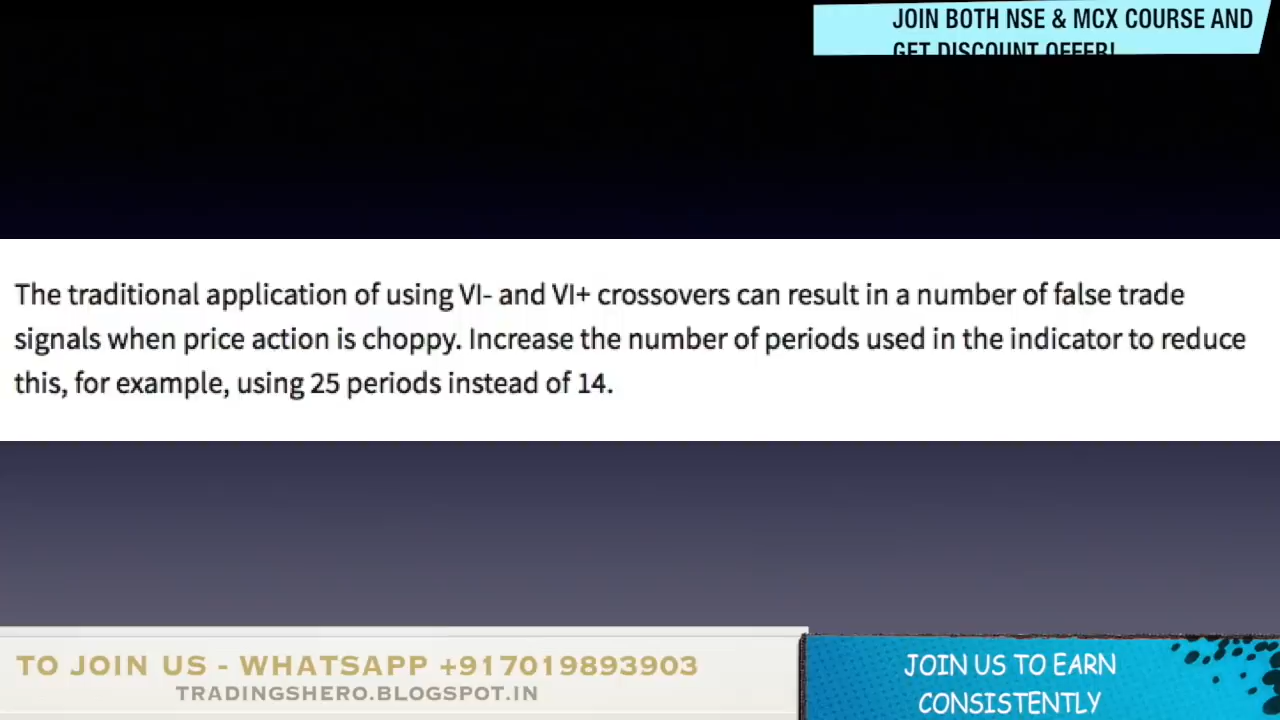 JOIN BOTH NSE & MCX COURSE AND
GET DISCOUNT OFFER!
The traditional application of using VI- and VI+ crossovers can result in a number of false trade
signals when price action is choppy. Increase the number of periods used in the indicator to reduce
this, for example, using 25 periods instead of 14.
TO JOIN US - WHATSAPP +917019893903
TRADINGSHERO.BLOGSPOT.IN
JOIN US TO EARN
CONSISTENTLY